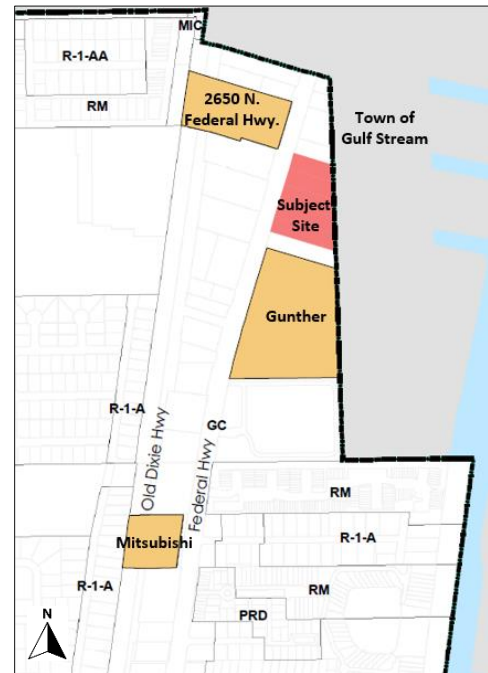 MIC
R-1-AA
RM
2650 N.
Federal Hwy.
Town of
Gulf Stream
Subject
Site
Gunther
R-1-A
Old Dixie Hwy
Federal Hwy
GC
RM
R-1-A
Mitsubishi
R-1-A
RM
PRD
N